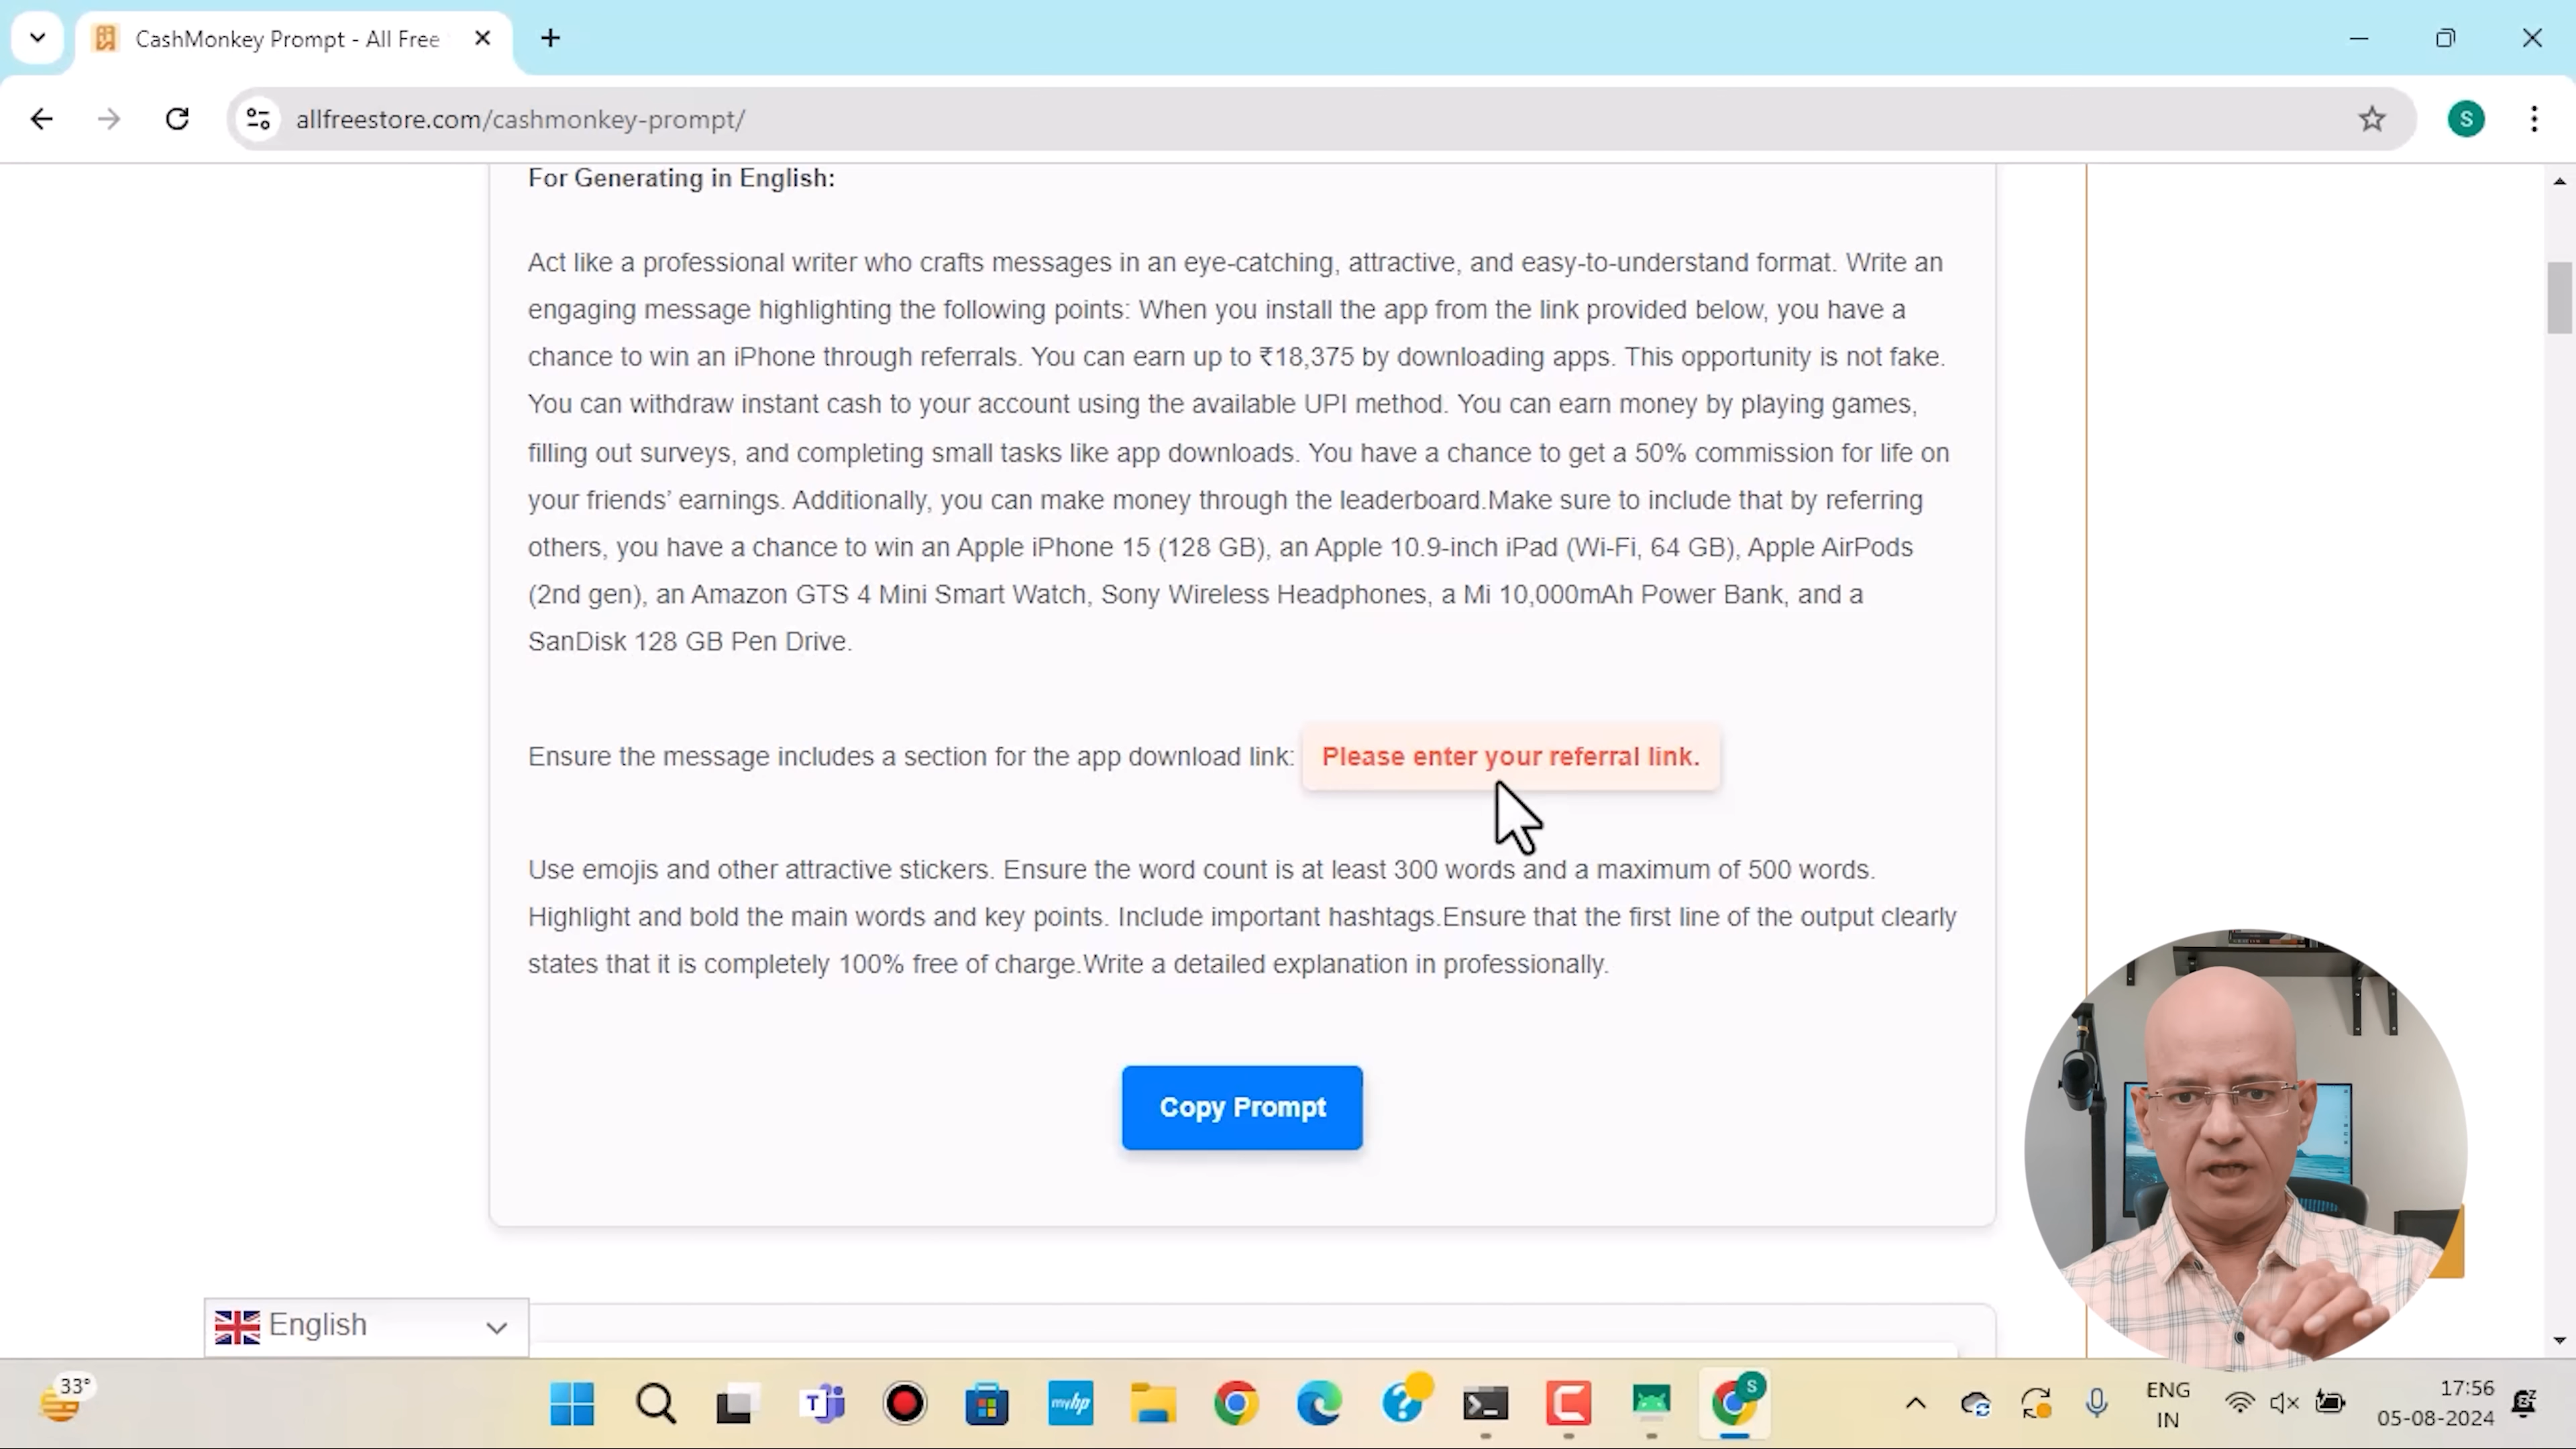 CashMonkey Prompt - All Free
allfreestore.com/cashmonkey-prompt/
S
For Generating in English:
Act like a professional writer who crafts messages in an eye-catching, attractive, and easy-to-understand format. Write an
engaging message highlighting the following points: When you install the app from the link provided below, you have a
chance to win an iPhone through referrals. You can earn up to ₹18,375 by downloading apps. This opportunity is not fake.
You can withdraw instant cash to your account using the available UPI method. You can earn money by playing games,
filling out surveys, and completing small tasks like app downloads. You have a chance to get a 50% commission for life on
your friends’ earnings. Additionally, you can make money through the leaderboard.Make sure to include that by referring
others, you have a chance to win an Apple iPhone 15 (128 GB), an Apple 10.9-inch iPad (Wi-Fi, 64 GB), Apple AirPods
(2nd gen), an Amazon GTS 4 Mini Smart Watch, Sony Wireless Headphones, a Mi 10,000mAh Power Bank, and a
SanDisk 128 GB Pen Drive.
Ensure the message includes a section for the app download link: Please enter your referral link.
Use emojis and other attractive stickers. Ensure the word count is at least 300 words and a maximum of 500 words.
Highlight and bold the main words and key points. Include important hashtags.Ensure that the first line of the output clearly
states that it is completely 100% free of charge.Write a detailed explanation in professionally.
Copy Prompt
English
33°
myhp
S
ENG
IN
17:56
05-08-2024